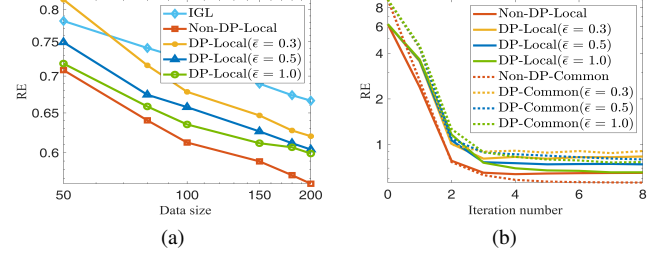 IGL
Non-DP-Local
DP-Local(ε̄ = 0.3)
DP-Local(ε̄ = 0.5)
DP-Local(ε̄ = 1.0)
0.8
0.75
0.7
0.65
0.6
RE
50
100
150
200
Data size
(a)
Non-DP-Local
DP-Local(ε̄ = 0.3)
DP-Local(ε̄ = 0.5)
DP-Local(ε̄ = 1.0)
Non-DP-Common
DP-Common(ε̄ = 0.3)
DP-Common(ε̄ = 0.5)
DP-Common(ε̄ = 1.0)
8
6
4
2
1
RE
0
2
4
6
8
Iteration number
(b)